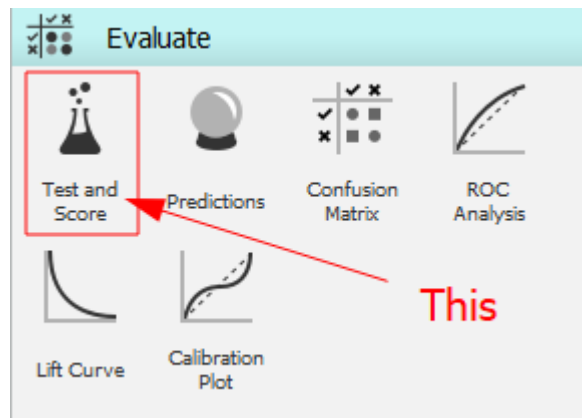 Evaluate
Test and
Score
Predictions
Confusion
Matrix
ROC
Analysis
This
Lift Curve
Calibration
Plot